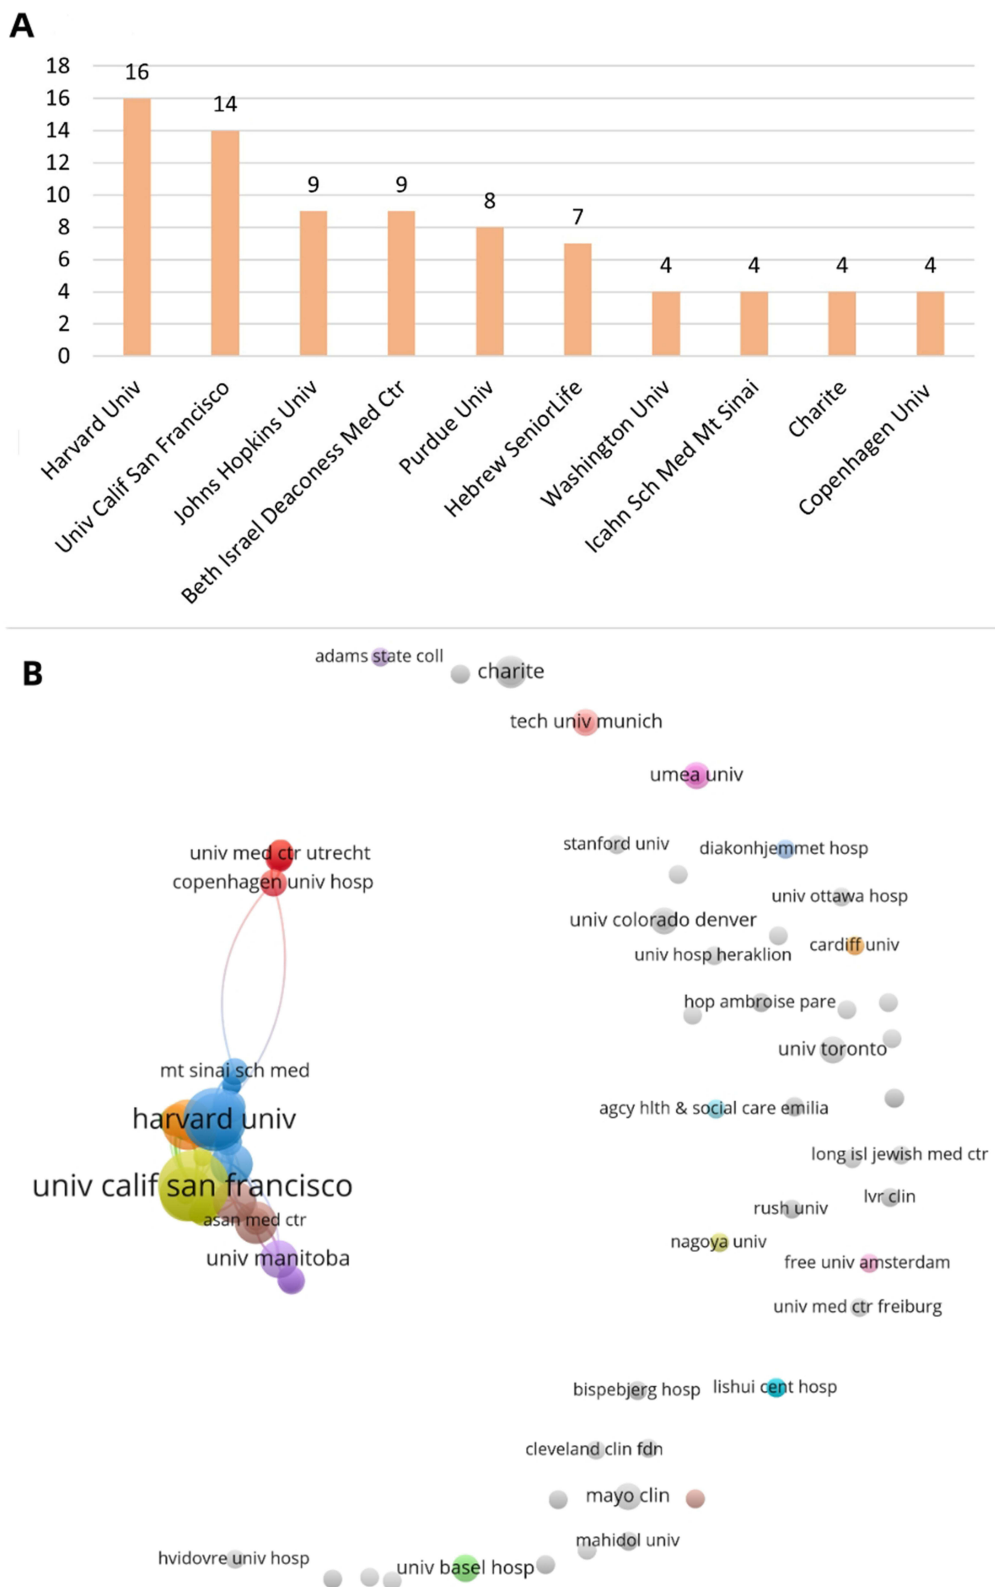 A
18
16
14
12
10
8
6
4
2
0
16
14
9
9
8
7
4
4
4
4
Harvard Univ
Univ Calif San Francisco
Johns Hopkins Univ
Beth Israel Deaconess Med Ctr
Purdue Univ
Hebrew SeniorLife
Washington Univ
Icahn Sch Med Mt Sinai
Charite
Copenhagen Univ
B
adams state coll
charite
tech univ munich
umea univ
stanford univ
diakonhjemmet hosp
univ med ctr utrecht
copenhagen univ hosp
univ ottawa hosp
univ colorado denver
cardiff univ
univ hosp heraklion
hop ambroise pare
univ toronto
mt sinai sch med
harvard univ
agcy hlth & social care emilia
long isl jewish med ctr
univ calif san francisco
lvr clin
rush univ
asan med ctr
nagoya univ
univ manitoba
free univ amsterdam
univ med ctr freiburg
bispebjerg hosp
lishui cent hosp
cleveland clin fdn
mayo clin
mahidol univ
hvidovre univ hosp
univ basel hosp